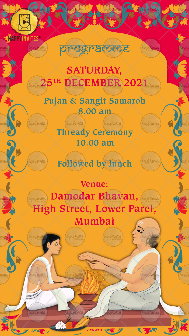 programme
SATURDAY,
25th DECEMBER 2021
Pujan & Sangit Samaroh
8.00 am
Thready Ceremony
10.00 am
Followed by lunch
Venue:
Damodar Bhavan,
High Street, Lower Parel,
Mumbai